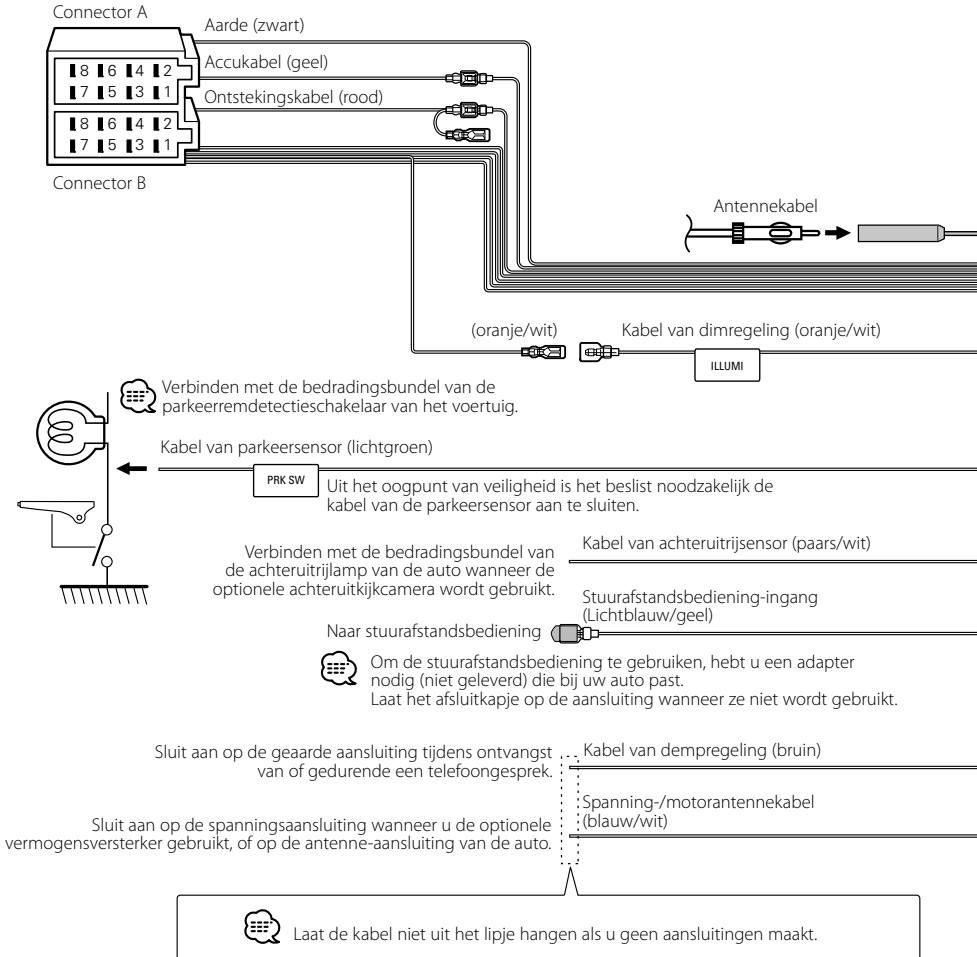 Connector A
Aarde (zwart)
Accukabel (geel)
Ontstekingskabel (rood)
8 6 4 2
7 5 3 1
8 6 4 2
7 5 3 1
Connector B
Antennekabel
(oranje/wit)
Kabel van dimregeling (oranje/wit)
ILLUMI
Verbinden met de bedradingsbundel van de
parkeerremdetectieschakelaar van het voertuig.
Kabel van parkeersensor (lichtgroen)
PRK SW
Uit het oogpunt van veiligheid is het beslist noodzakelijk de
kabel van de parkeersensor aan te sluiten.
Verbinden met de bedradingsbundel van
de achteruitrijlamp van de auto wanneer de
optionele achteruitkijkcamera wordt gebruikt.
Kabel van achteruitrijsensor (paars/wit)
Stuurafstandsbediening-ingang
(Lichtblauw/geel)
Naar stuurafstandsbediening
Om de stuurafstandsbediening te gebruiken, hebt u een adapter
nodig (niet geleverd) die bij uw auto past.
Laat het afsluitkapje op de aansluiting wanneer ze niet wordt gebruikt.
Sluit aan op de geaarde aansluiting tijdens ontvangst
van of gedurende een telefoongesprek.
Kabel van dempregeling (bruin)
Spanning-/motorantennekabel
(blauw/wit)
Sluit aan op de spanningsaansluiting wanneer u de optionele
vermogensversterker gebruikt, of op de antenne-aansluiting van de auto.
Laat de kabel niet uit het lipje hangen als u geen aansluitingen maakt.